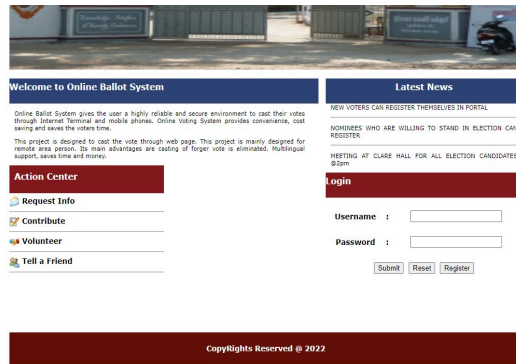 Welcome to Online Ballot System
Online Ballot System gives the user a highly reliable and secure environment to cast their votes
through Internet Terminal and mobile phones. Online Voting System provides convenience, cost
saving and saves the voters time.
This project is designed to cast the vote through web page. This project is mainly designed for
remote area person. Its main advantages are casting of forger vote is eliminated. Multilingual
support, saves time and money.
Action Center
Request Info
Contribute
Volunteer
Tell a Friend
Latest News
NEW VOTERS CAN REGISTER THEMSELVES IN PORTAL
NOMINEES WHO ARE WILLING TO STAND IN ELECTION CAN
REGISTER
MEETING AT CLARE HALL FOR ALL ELECTION CANDIDATES
@2pm
Login
Username :
Password :
Submit Reset Register
CopyRights Reserved @ 2022